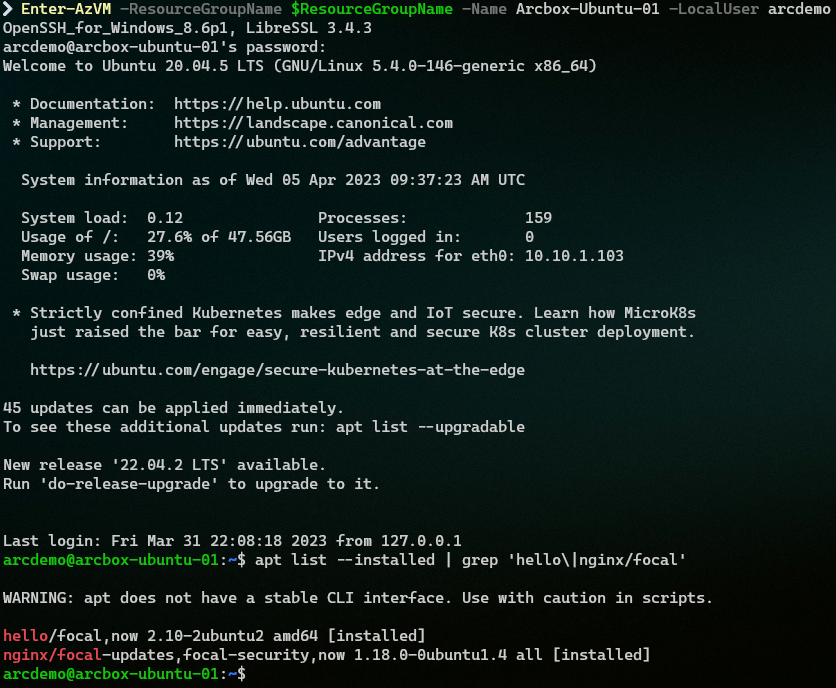 ❯ Enter-AzVM -ResourceGroupName $ResourceGroupName -Name Arcbox-Ubuntu-01 -LocalUser arcdemo
OpenSSH_for_Windows_8.6p1, LibreSSL 3.4.3
arcdemo@arcbox-ubuntu-01's password:
Welcome to Ubuntu 20.04.5 LTS (GNU/Linux 5.4.0-146-generic x86_64)

 * Documentation:  https://help.ubuntu.com
 * Management:     https://landscape.canonical.com
 * Support:        https://ubuntu.com/advantage

  System information as of Wed 05 Apr 2023 09:37:23 AM UTC

  System load:  0.12               Processes:             159
  Usage of /:   27.6% of 47.56GB   Users logged in:       0
  Memory usage: 39%                IPv4 address for eth0: 10.10.1.103
  Swap usage:   0%

 * Strictly confined Kubernetes makes edge and IoT secure. Learn how MicroK8s
   just raised the bar for easy, resilient and secure K8s cluster deployment.

   https://ubuntu.com/engage/secure-kubernetes-at-the-edge

45 updates can be applied immediately.
To see these additional updates run: apt list --upgradable

New release '22.04.2 LTS' available.
Run 'do-release-upgrade' to upgrade to it.


Last login: Fri Mar 31 22:08:18 2023 from 127.0.0.1
arcdemo@arcbox-ubuntu-01:~$ apt list --installed | grep 'hello\|nginx/focal'

WARNING: apt does not have a stable CLI interface. Use with caution in scripts.

hello/focal,now 2.10-2ubuntu2 amd64 [installed]
nginx/focal-updates,focal-security,now 1.18.0-0ubuntu1.4 all [installed]
arcdemo@arcbox-ubuntu-01:~$